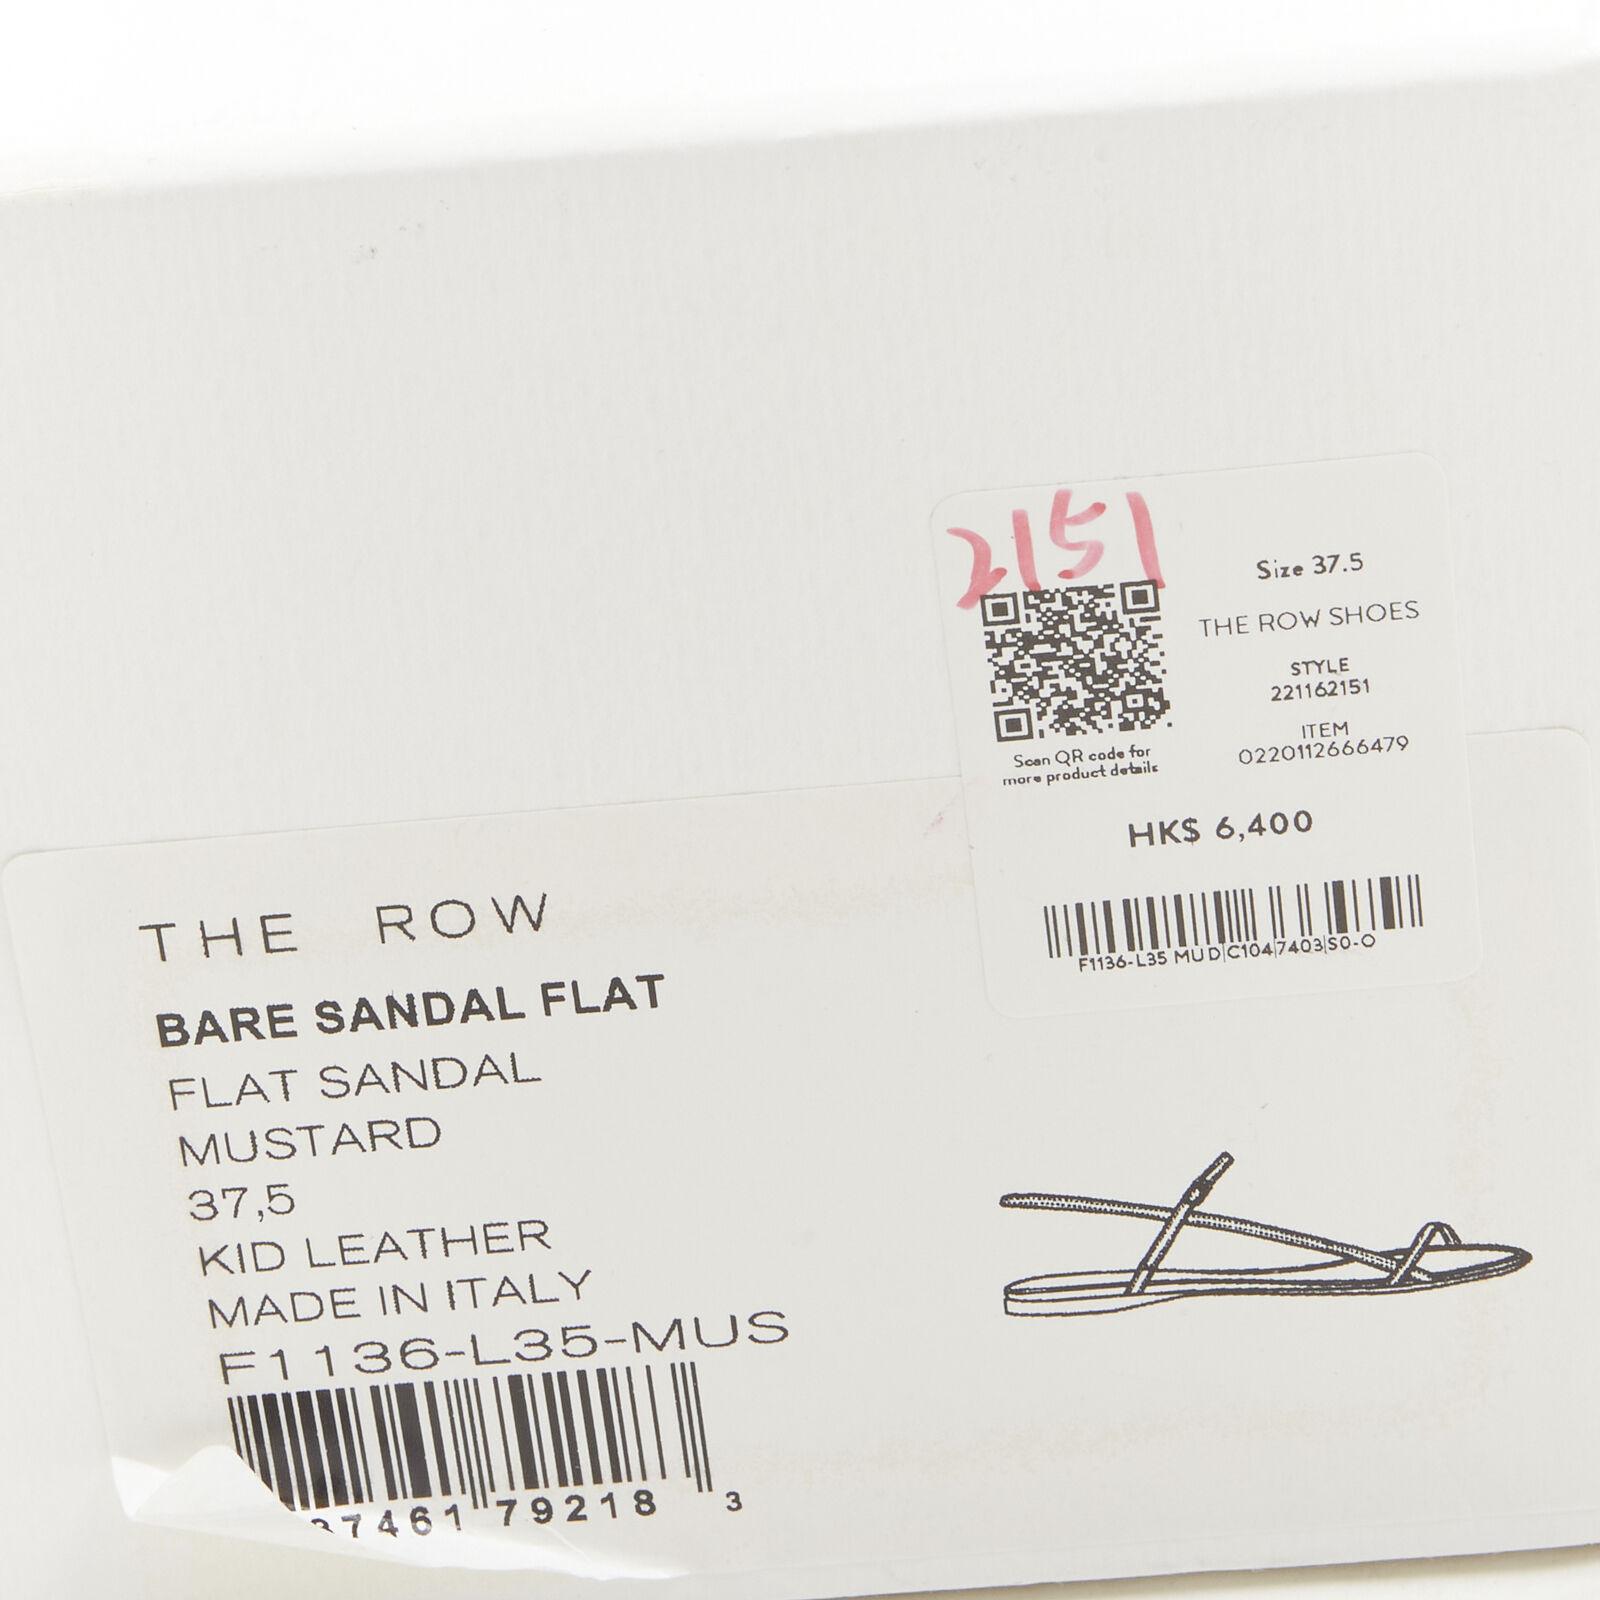 2151
Size 37.5
THE ROW SHOES
STYLE
221162151
ITEM
0220112666479
Scan QR code for
more product details
HK$ 6,400
F1136-L35 MUD|C104|7403|S0-O
THE ROW
BARE SANDAL FLAT
FLAT SANDAL
MUSTARD
37,5
KID LEATHER
MADE IN ITALY
F1136-L35-MUS
37461 79218 3